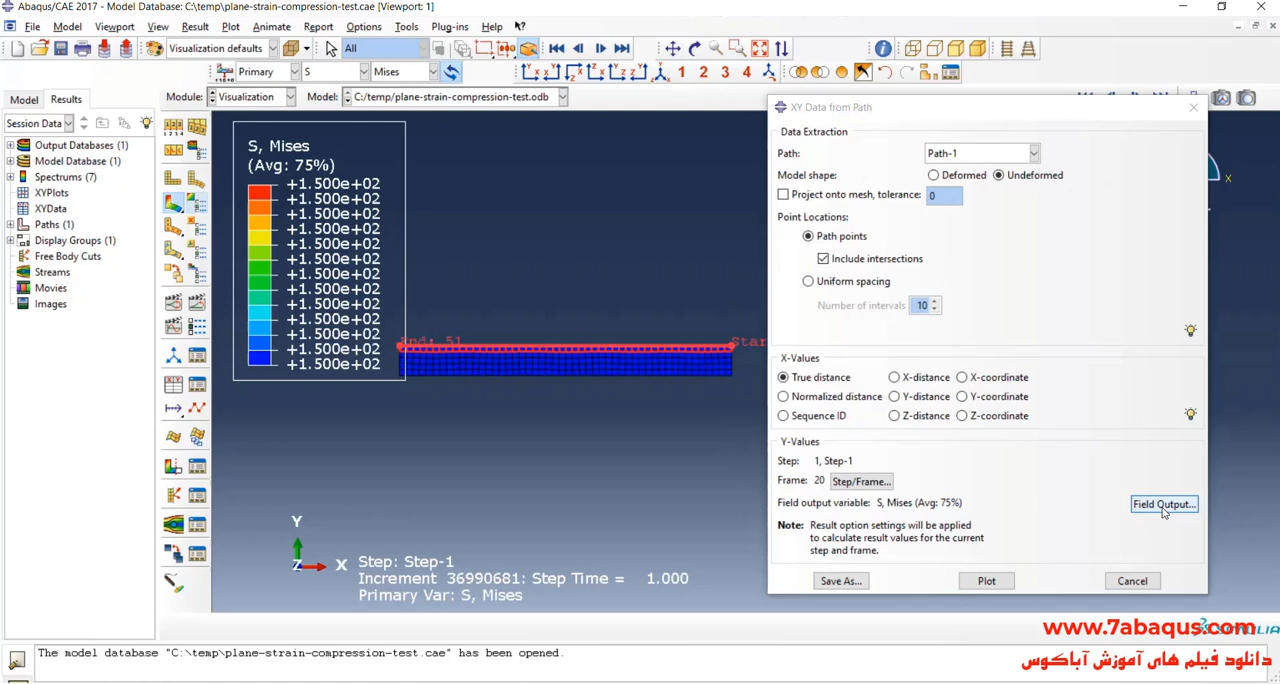 Abaqus/CAE 2017 - Model Database: C:\temp\plane-strain-compression-test.cae [Viewport: 1]
File Model Viewport View Result Plot Animate Report Options Tools Plug-ins Help
Visualization defaults All
Primary S Mises 1 2 3 4
Model Results Module: Visualization Model: C:/temp/plane-strain-compression-test.odb
Session Data
Output Databases (1)
Model Database (1)
Spectrums (7)
XYPlots
XYData
Paths (1)
Display Groups (1)
Free Body Cuts
Streams
Movies
Images
S, Mises
(Avg: 75%)
+1.500e+02
+1.500e+02
+1.500e+02
+1.500e+02
+1.500e+02
+1.500e+02
+1.500e+02
+1.500e+02
+1.500e+02
+1.500e+02
+1.500e+02
+1.500e+02
+1.500e+02
End: 51 Star
X
Y
Z X
Step: Step-1
Increment 36990681: Step Time = 1.000
Primary Var: S, Mises
XY Data from Path
Data Extraction
Path: Path-1
Model shape: Deformed Undeformed
Project onto mesh, tolerance: 0
Point Locations:
Path points
Include intersections
Uniform spacing
Number of intervals 10
X-Values
True distance X-distance X-coordinate
Normalized distance Y-distance Y-coordinate
Sequence ID Z-distance Z-coordinate
Y-Values
Step: 1, Step-1
Frame: 20 Step/Frame...
Field output variable: S, Mises (Avg: 75%) Field Output...
Note: Result option settings will be applied
to calculate result values for the current
step and frame.
Save As... Plot Cancel
www.7abaqus.com
The model database "C:\temp\plane-strain-compression-test.cae" has been opened.
دانلود فیلم های آموزش آباکوس